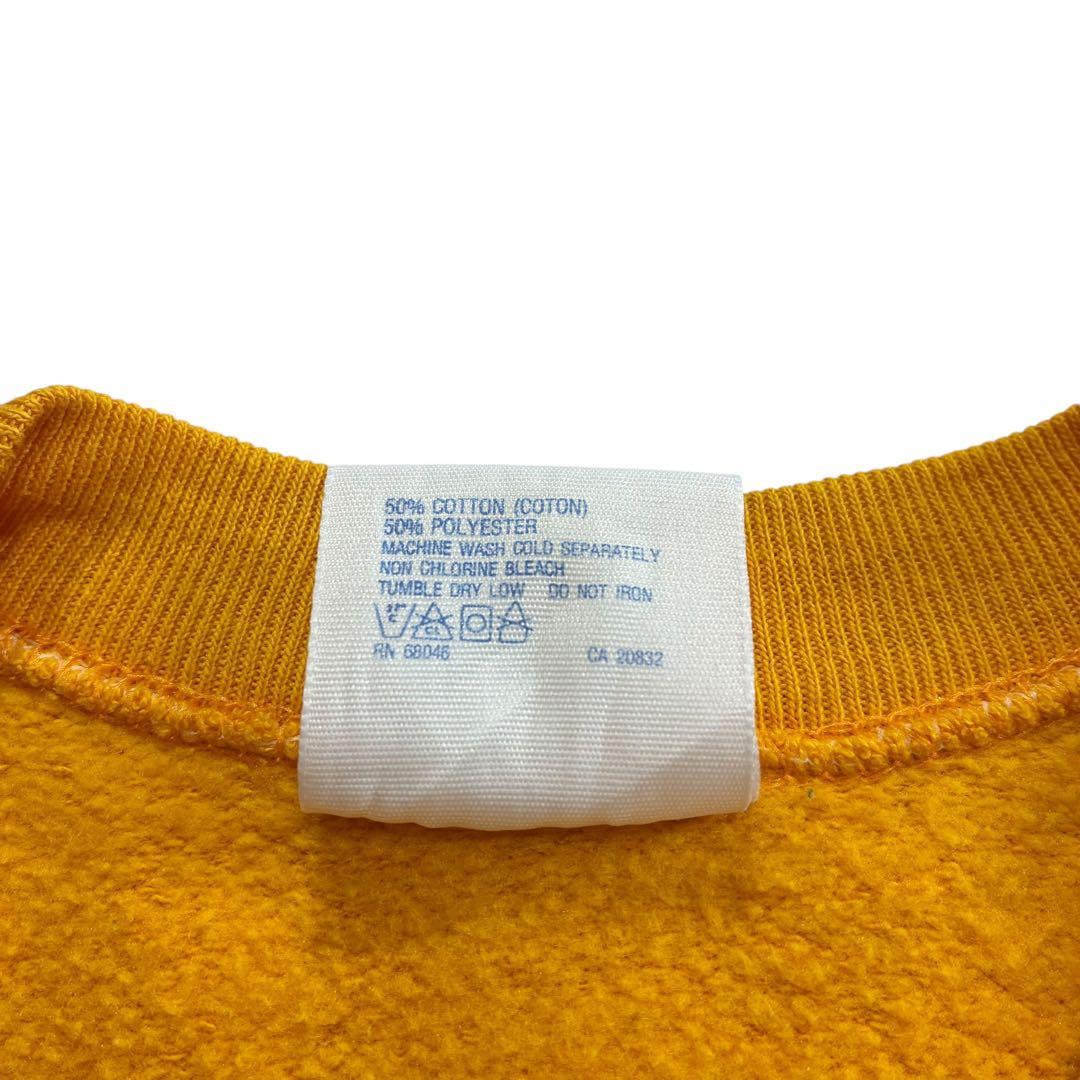 50% COTTON (COTON)
50% POLYESTER
MACHINE WASH COLD SEPARATELY
NON CHLORINE BLEACH
TUMBLE DRY LOW DO NOT IRON
CL
RN 68046 CA 20832